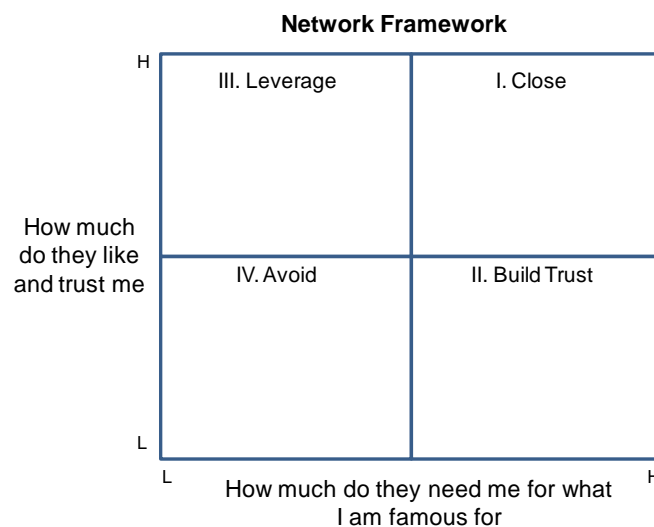 Network Framework
H
III. Leverage
I. Close
How much
do they like
and trust me
IV. Avoid
II. Build Trust
L
L
H
How much do they need me for what
I am famous for